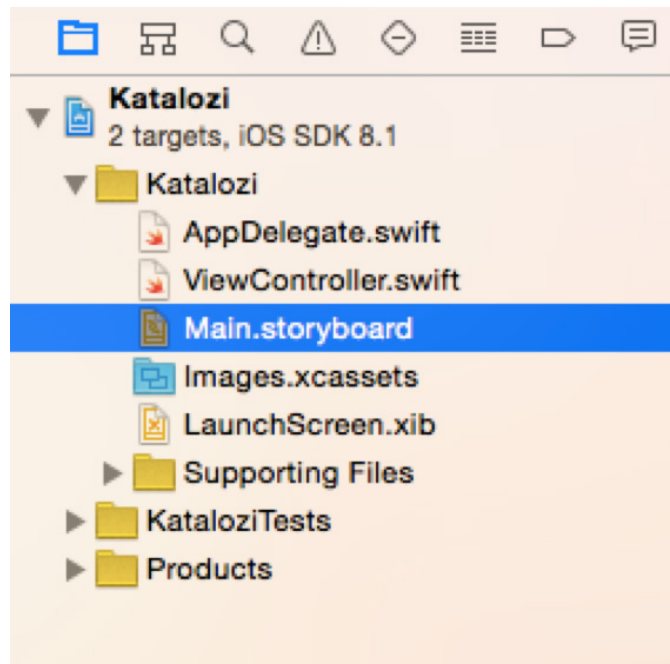 Katalozi
2 targets, iOS SDK 8.1
Katalozi
AppDelegate.swift
ViewController.swift
Main.storyboard
Images.xcassets
LaunchScreen.xib
Supporting Files
KataloziTests
Products